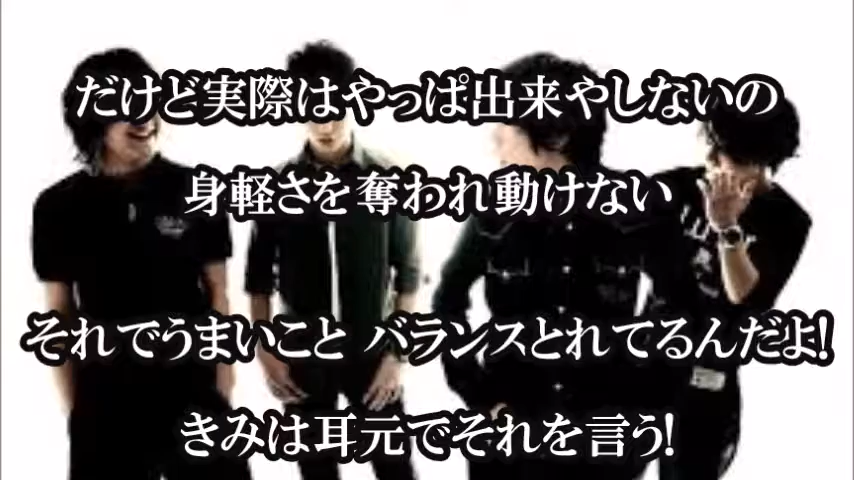 だけど実際はやっぱ出来やしないの
身軽さを奪われ動けない
それでうまいこと バランスとれてるんだよ!
きみは耳元でそれを言う!